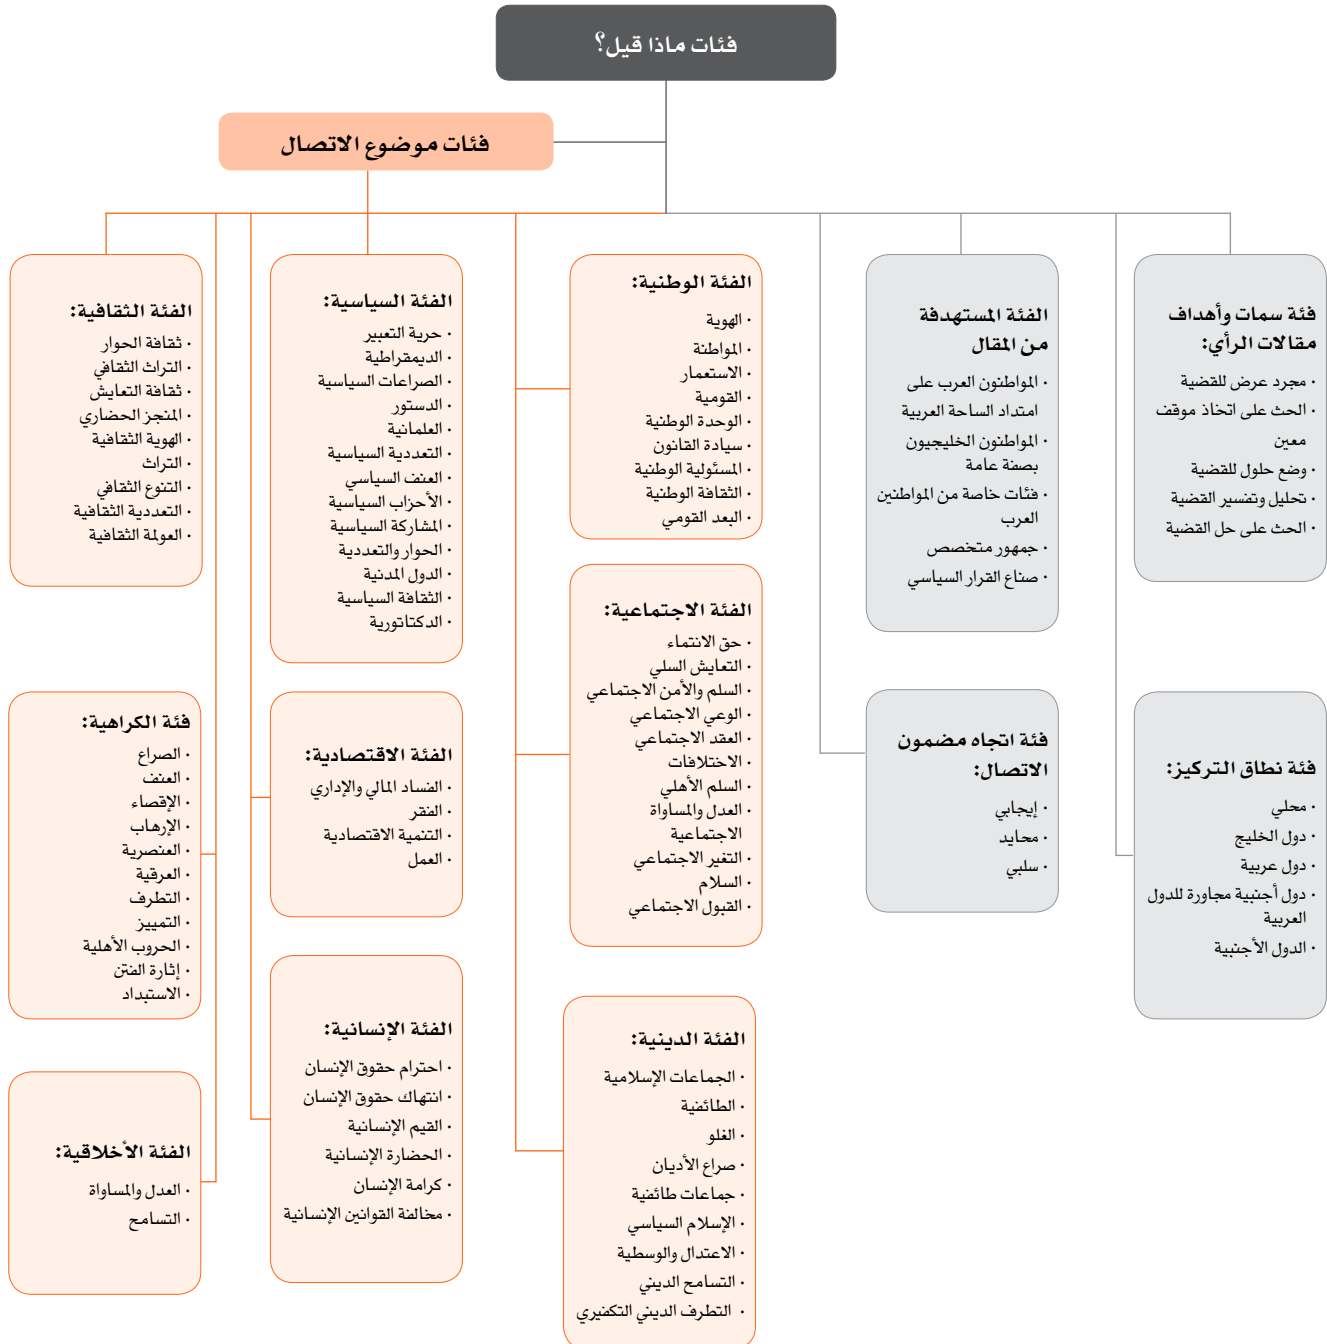 فئات ماذا قيل؟
فئات موضوع الاتصال
فئة سمات وأهداف
مقالات الرأي:
· مجرد عرض للقضية
· الحث على اتخاذ موقف
معين
· وضع حلول للقضية
· تحليل وتفسير القضية
· الحث على حل القضية
الفئة المستهدفة
من المقال
· المواطنون العرب على
امتداد الساحة العربية
· المواطنون الخليجيون
بصفة عامة
· فئات خاصة من المواطنين
العرب
· جمهور متخصص
· صناع القرار السياسي
الفئة الوطنية:
· الهوية
· المواطنة
· الاستعمار
· القومية
· الوحدة الوطنية
· سيادة القانون
· المسئولية الوطنية
· الثقافة الوطنية
· البعد القومي
الفئة السياسية:
· حرية التعبير
· الديمقراطية
· الصراعات السياسية
· الدستور
· العلمانية
· التعددية السياسية
· العنف السياسي
· الأحزاب السياسية
· المشاركة السياسية
· الحوار والتعددية
· الدول المدنية
· الثقافة السياسية
· الدكتاتورية
الفئة الثقافية:
· ثقافة الحوار
· التراث الثقافي
· ثقافة التعايش
· المنجز الحضاري
· الهوية الثقافية
· التراث
· التنوع الثقافي
· التعددية الثقافية
· العولمة الثقافية
فئة نطاق التركيز:
· محلي
· دول الخليج
· دول عربية
· دول أجنبية مجاورة للدول
العربية
· الدول الأجنبية
فئة اتجاه مضمون
الاتصال:
· إيجابي
· محايد
· سلبي
الفئة الاجتماعية:
· حق الانتماء
· التعايش السلي
· السلم والأمن الاجتماعي
· الوعي الاجتماعي
· العقد الاجتماعي
· الاختلافات
· السلم الأهلي
· العدل والمساواة
الاجتماعية
· التغير الاجتماعي
· السلام
· القبول الاجتماعي
الفئة الاقتصادية:
· الفساد المالي والإداري
· الفقر
· التنمية الاقتصادية
· العمل
فئة الكراهية:
· الصراع
· العنف
· الإقصاء
· الإرهاب
· العنصرية
· العرقية
· التطرف
· التمييز
· الحروب الأهلية
· إثارة الفتن
· الاستبداد
الفئة الدينية:
· الجماعات الإسلامية
· الطائفية
· الغلو
· صراع الأديان
· جماعات طائفية
· الإسلام السياسي
· الاعتدال والوسطية
· التسامح الديني
· التطرف الديني التكفيري
الفئة الإنسانية:
· احترام حقوق الإنسان
· انتهاك حقوق الإنسان
· القيم الإنسانية
· الحضارة الإنسانية
· كرامة الإنسان
· مخالفة القوانين الإنسانية
الفئة الأخلاقية:
· العدل والمساواة
· التسامح